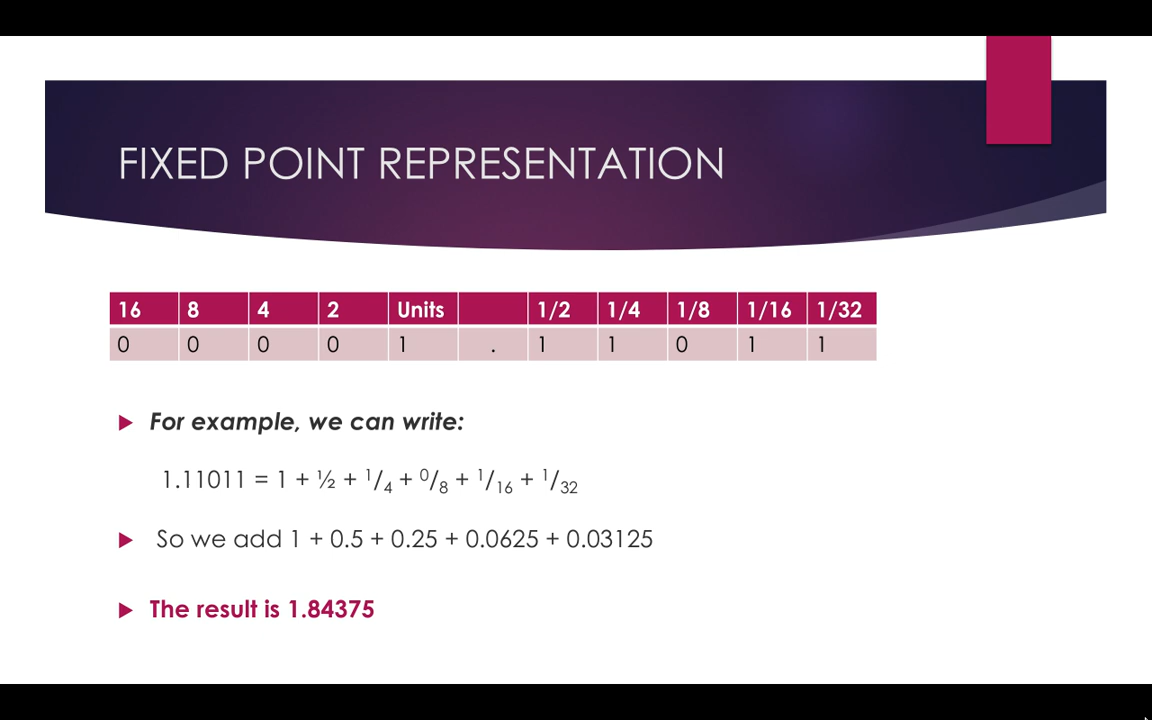 FIXED POINT REPRESENTATION
16 8 4 2 Units 1/2 1/4 1/8 1/16 1/32
0 0 0 0 1 . 1 1 0 1 1
For example, we can write:
1.11011 = 1 + ½ + 1/4 + 0/8 + 1/16 + 1/32
So we add 1 + 0.5 + 0.25 + 0.0625 + 0.03125
The result is 1.84375